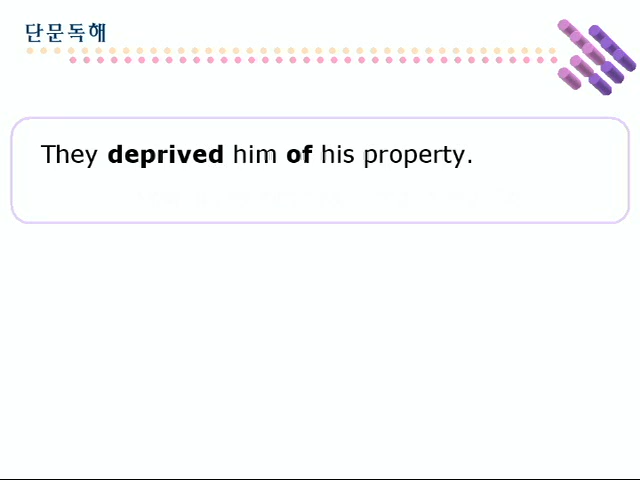 단문독해
They deprived him of his property.